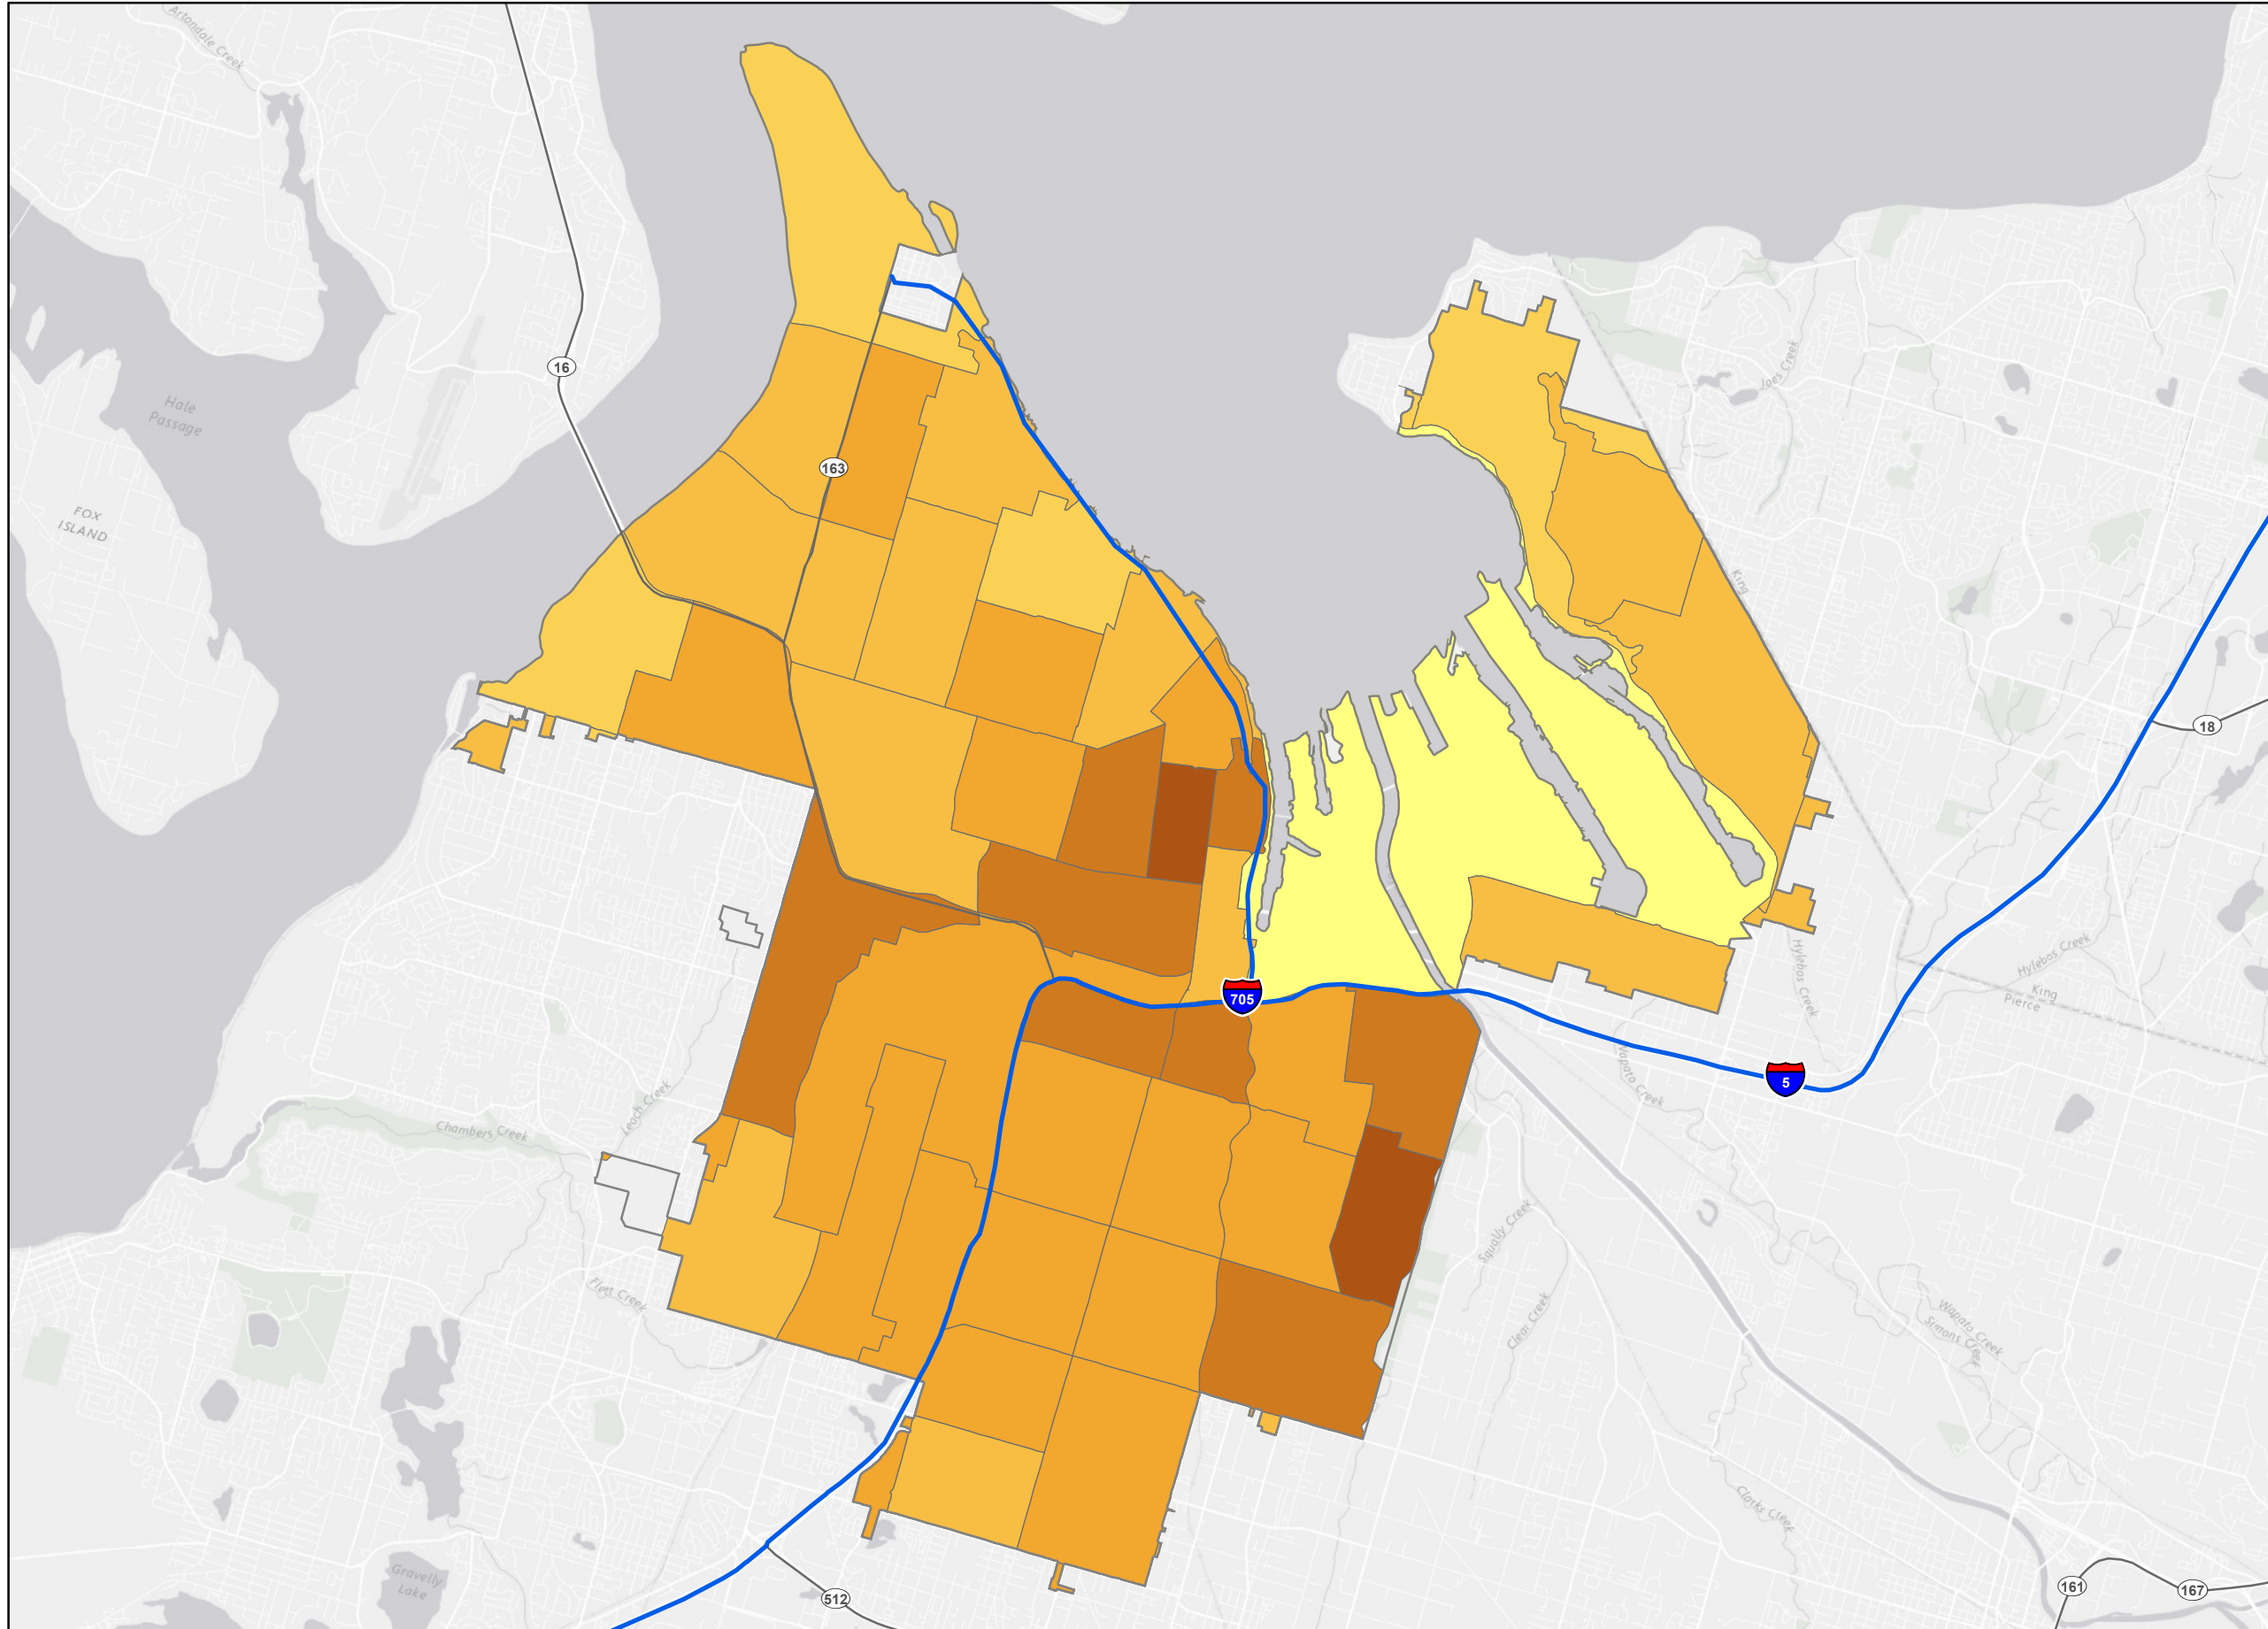 Artondale Creek
16
Hale
Passage
FOX
ISLAND
163
Joes Creek
King
18
Hylebos Creek
Hylebos Creek
King
Pierce
705
5
Wapato Creek
Leach Creek
Chambers Creek
Flett Creek
Squally Creek
Clear Creek
Wapato Creek
Simons Creek
Clarks Creek
Gravelly
Lake
512
161
167